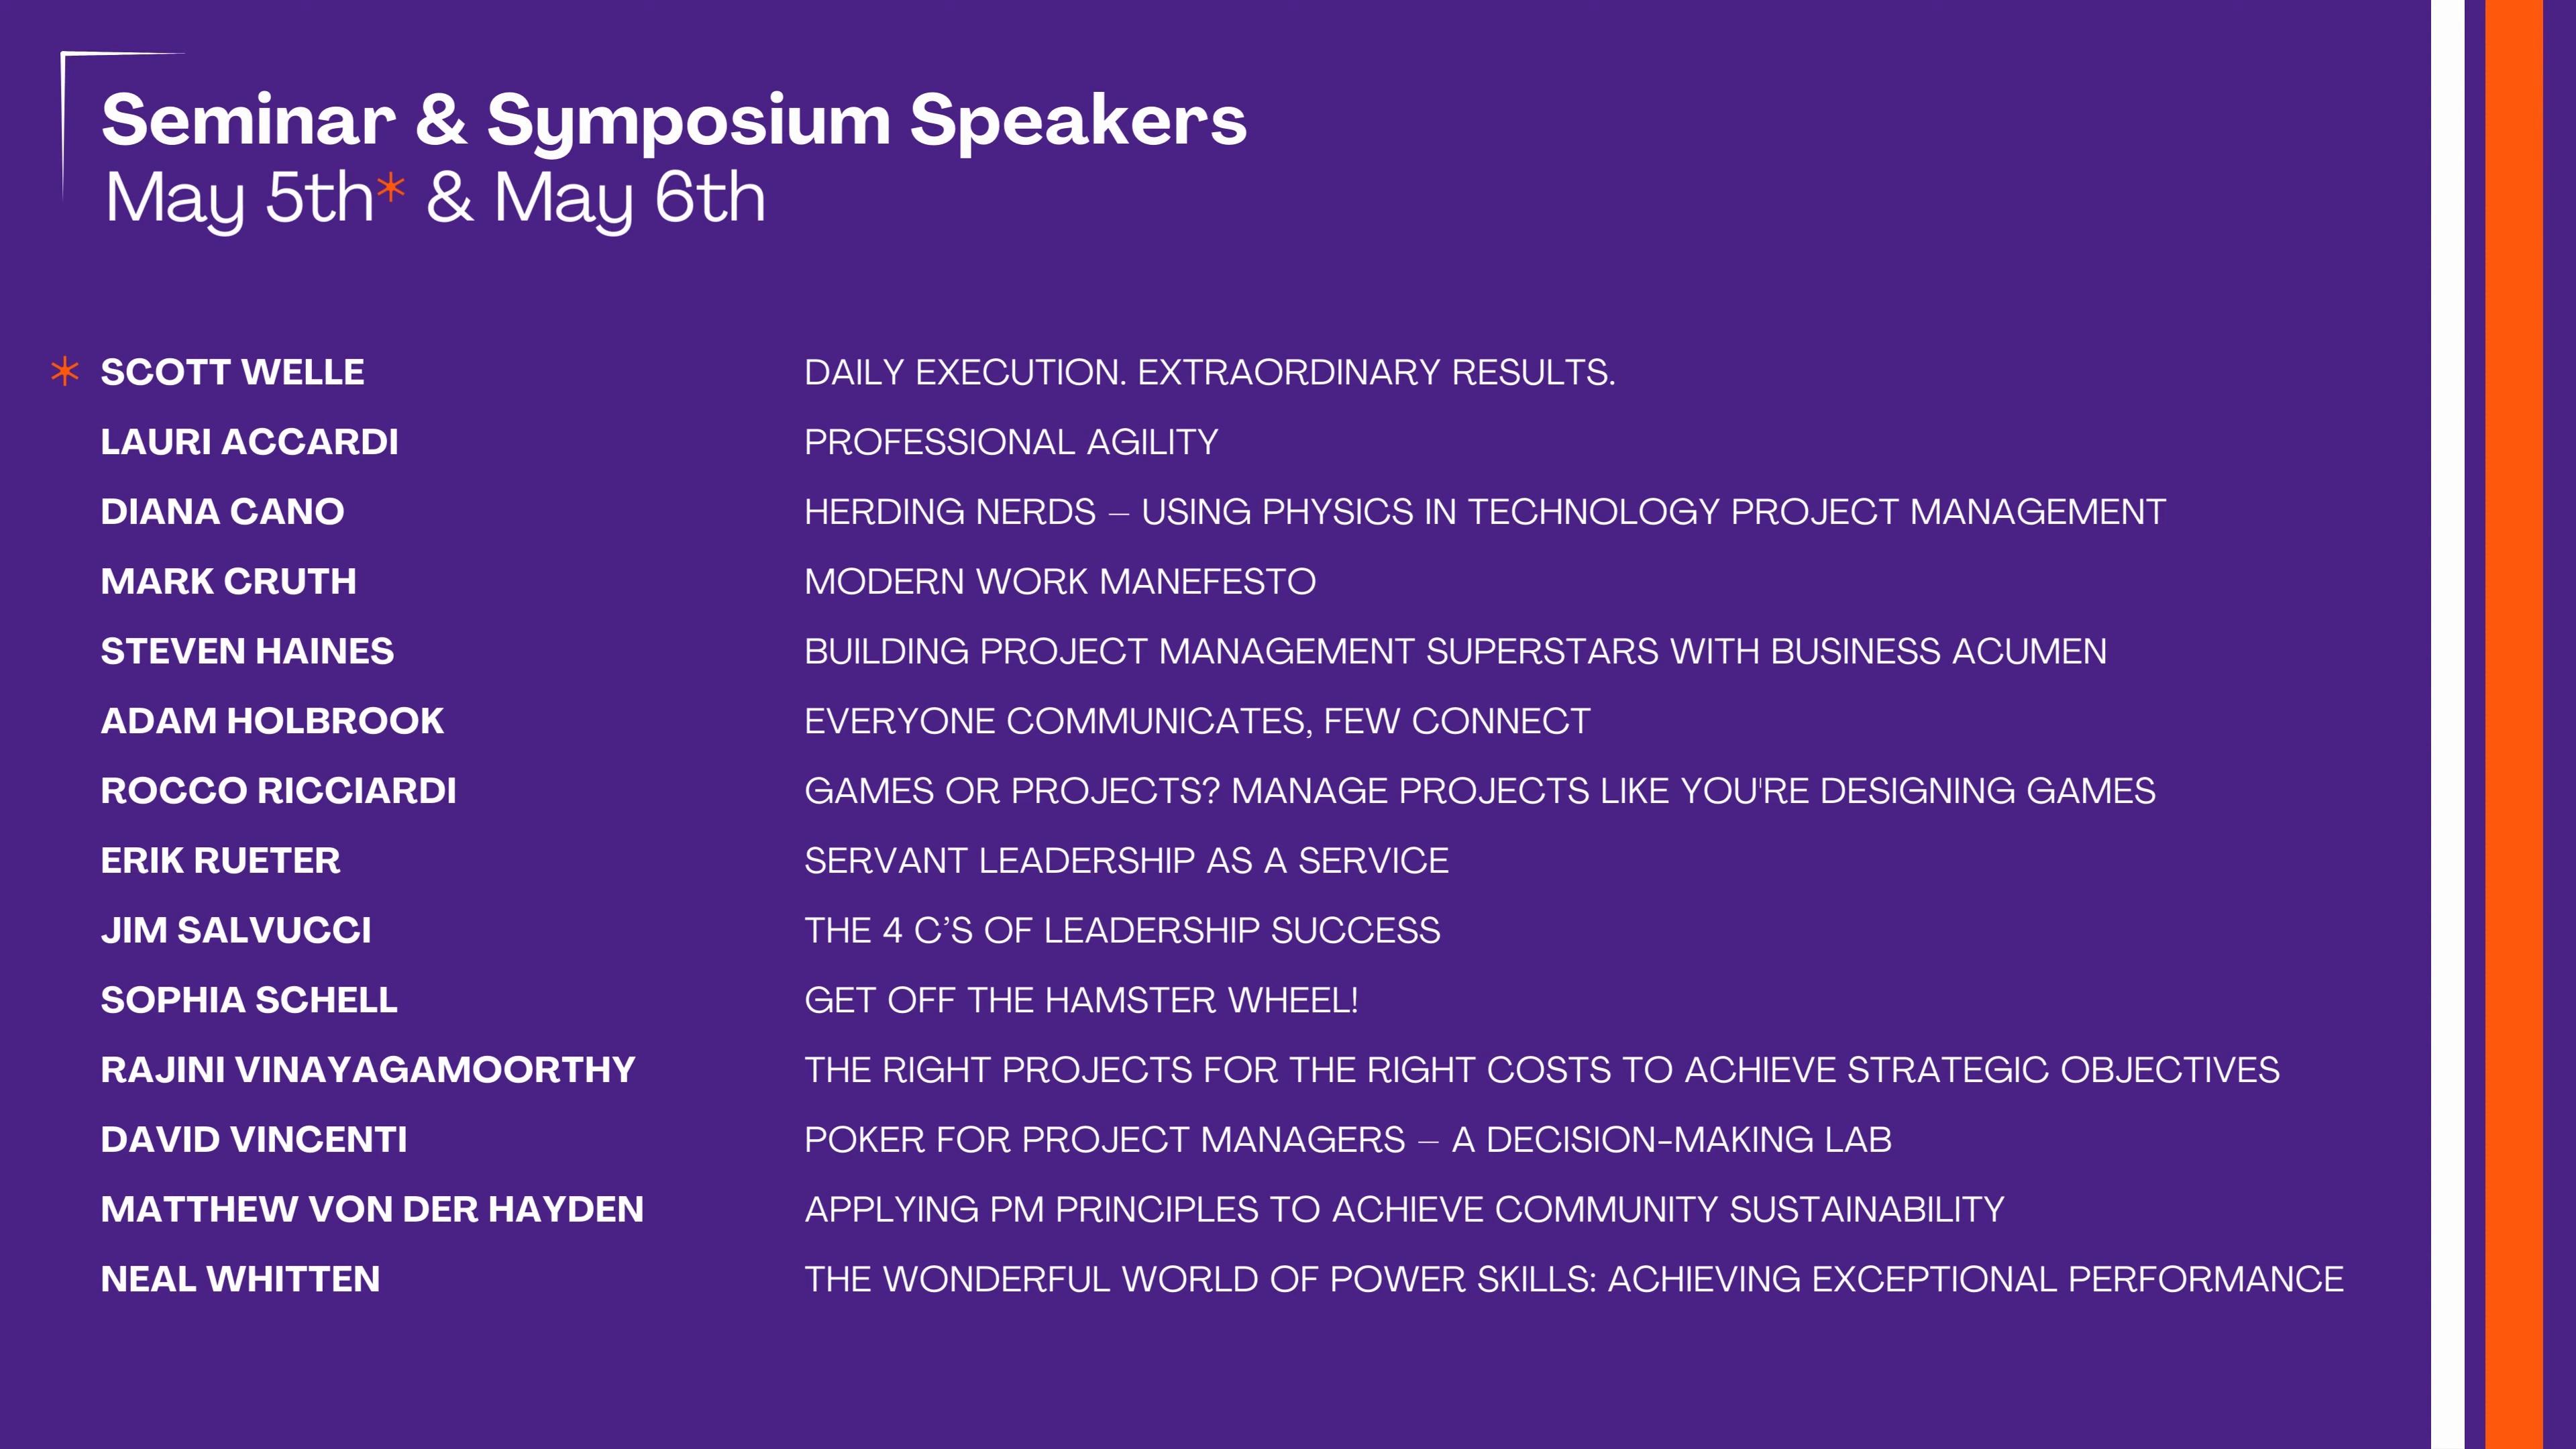 Seminar & Symposium Speakers
May 5th* & May 6th
* SCOTT WELLE DAILY EXECUTION. EXTRAORDINARY RESULTS.
LAURI ACCARDI PROFESSIONAL AGILITY
DIANA CANO HERDING NERDS – USING PHYSICS IN TECHNOLOGY PROJECT MANAGEMENT
MARK CRUTH MODERN WORK MANEFESTO
STEVEN HAINES BUILDING PROJECT MANAGEMENT SUPERSTARS WITH BUSINESS ACUMEN
ADAM HOLBROOK EVERYONE COMMUNICATES, FEW CONNECT
ROCCO RICCIARDI GAMES OR PROJECTS? MANAGE PROJECTS LIKE YOU'RE DESIGNING GAMES
ERIK RUETER SERVANT LEADERSHIP AS A SERVICE
JIM SALVUCCI THE 4 C’S OF LEADERSHIP SUCCESS
SOPHIA SCHELL GET OFF THE HAMSTER WHEEL!
RAJINI VINAYAGAMOORTHY THE RIGHT PROJECTS FOR THE RIGHT COSTS TO ACHIEVE STRATEGIC OBJECTIVES
DAVID VINCENTI POKER FOR PROJECT MANAGERS – A DECISION-MAKING LAB
MATTHEW VON DER HAYDEN APPLYING PM PRINCIPLES TO ACHIEVE COMMUNITY SUSTAINABILITY
NEAL WHITTEN THE WONDERFUL WORLD OF POWER SKILLS: ACHIEVING EXCEPTIONAL PERFORMANCE